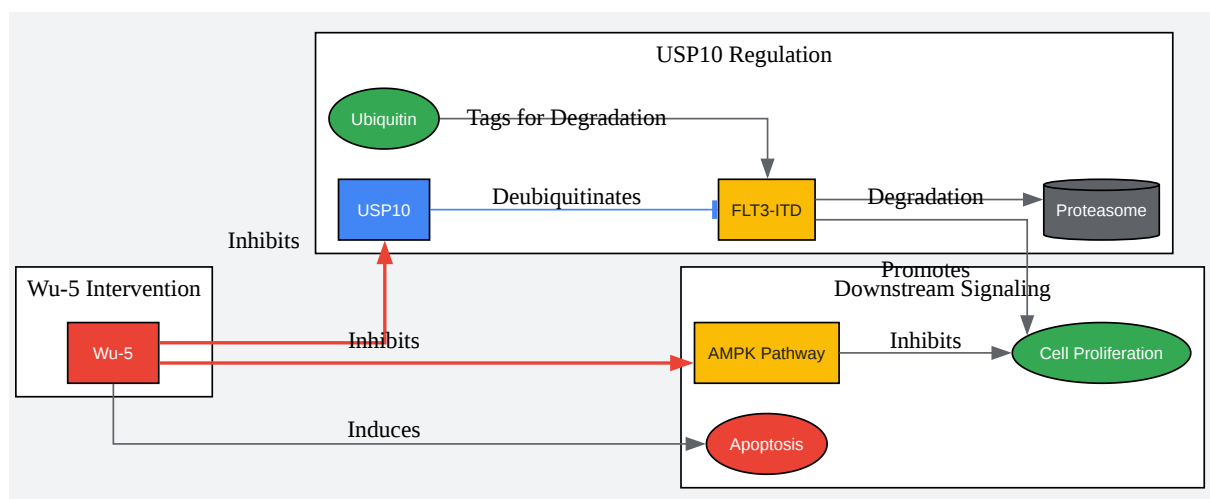 USP10 Regulation
Ubiquitin
Tags for Degradation
USP10
Deubiquitinates
FLT3-ITD
Degradation
Proteasome
Inhibits
Promotes
Wu-5 Intervention
Downstream Signaling
Wu-5
Inhibits
AMPK Pathway
Inhibits
Cell Proliferation
Induces
Apoptosis